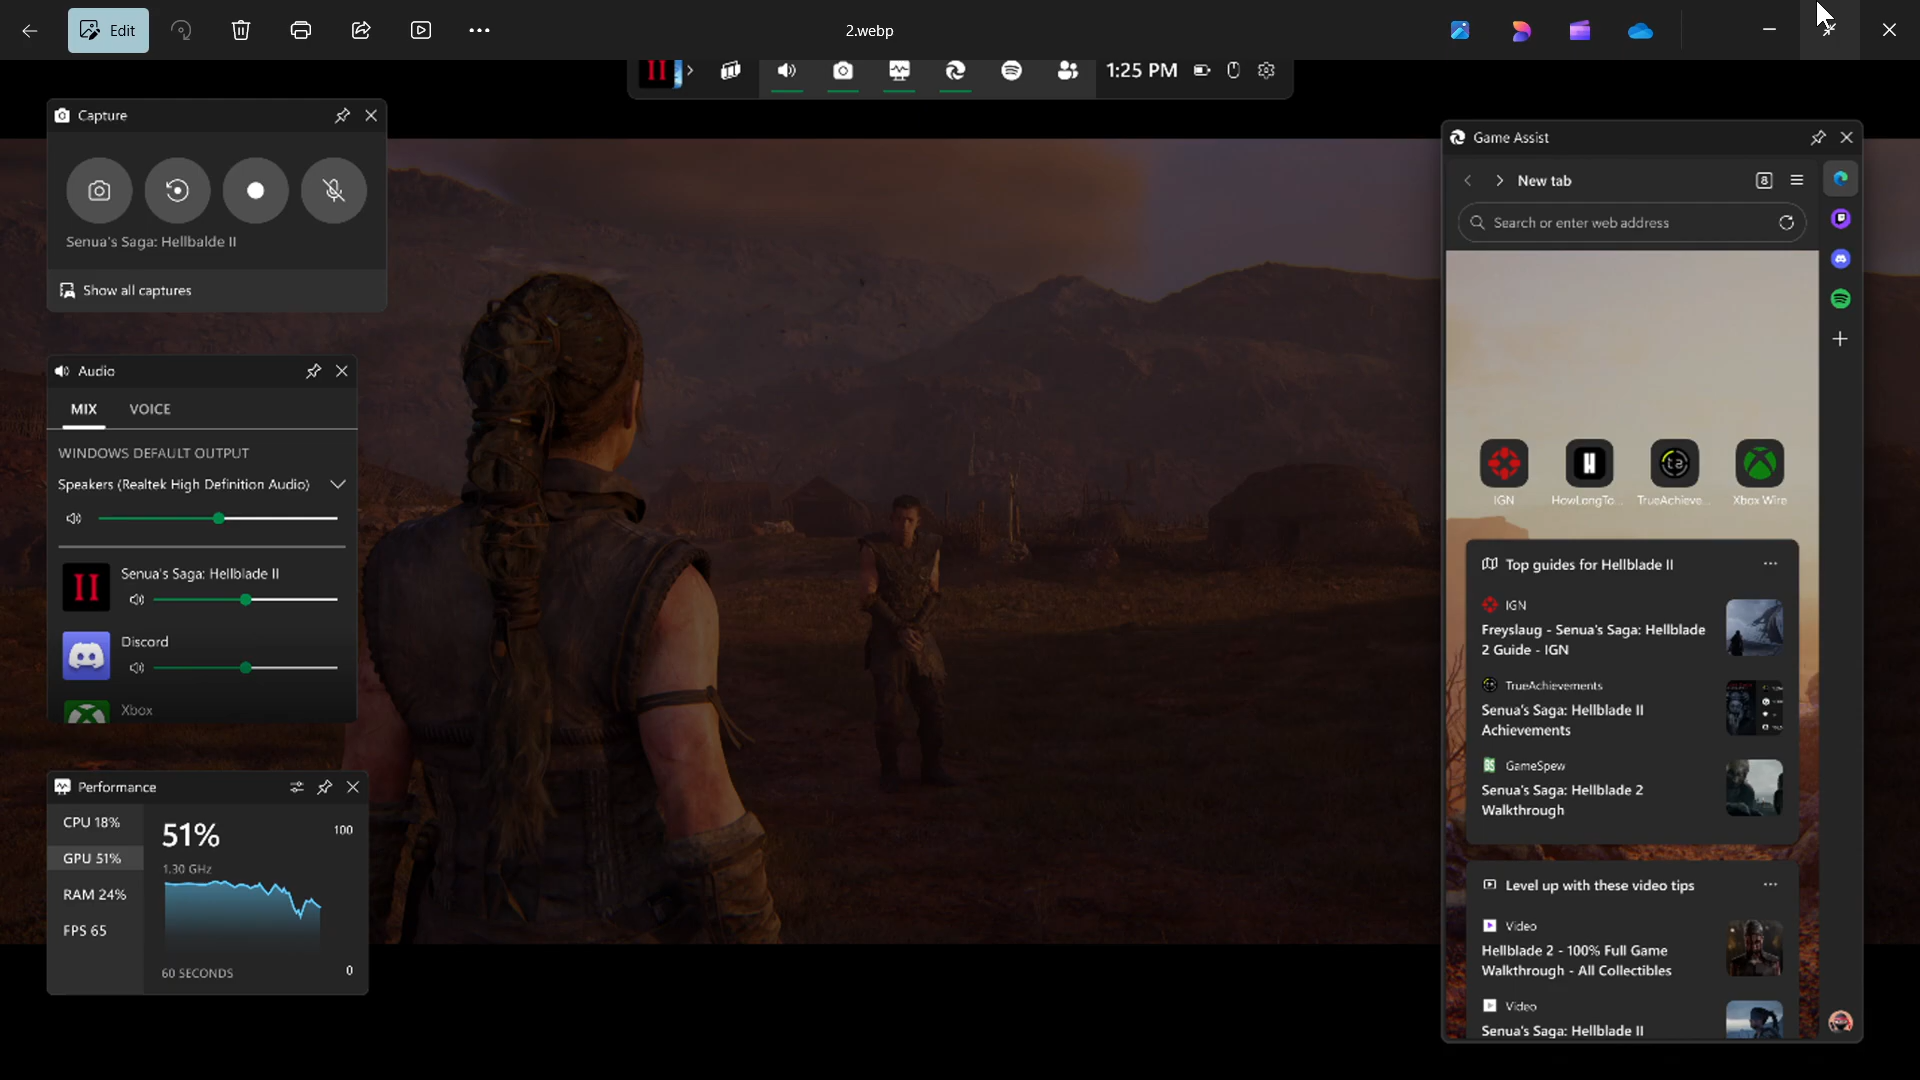 Edit
2.webp
1:25 PM
Capture
Senua's Saga: Hellbalde II
Show all captures
Audio
MIX VOICE
WINDOWS DEFAULT OUTPUT
Speakers (Realtek High Definition Audio)
Senua's Saga: Hellblade II
Discord
Xbox
Performance
CPU 18%
GPU 51%
RAM 24%
FPS 65
51% 100
1.30 GHz
60 SECONDS 0
Game Assist
New tab
8
Search or enter web address
IGN HowLongTo... TrueAchieve... Xbox Wire
Top guides for Hellblade II
IGN
Freyslaug - Senua's Saga: Hellblade
2 Guide - IGN
TrueAchievements
Senua's Saga: Hellblade II
Achievements
GameSpew
Senua's Saga: Hellblade 2
Walkthrough
Level up with these video tips
Video
Hellblade 2 - 100% Full Game
Walkthrough - All Collectibles
Video
Senua's Saga: Hellblade II